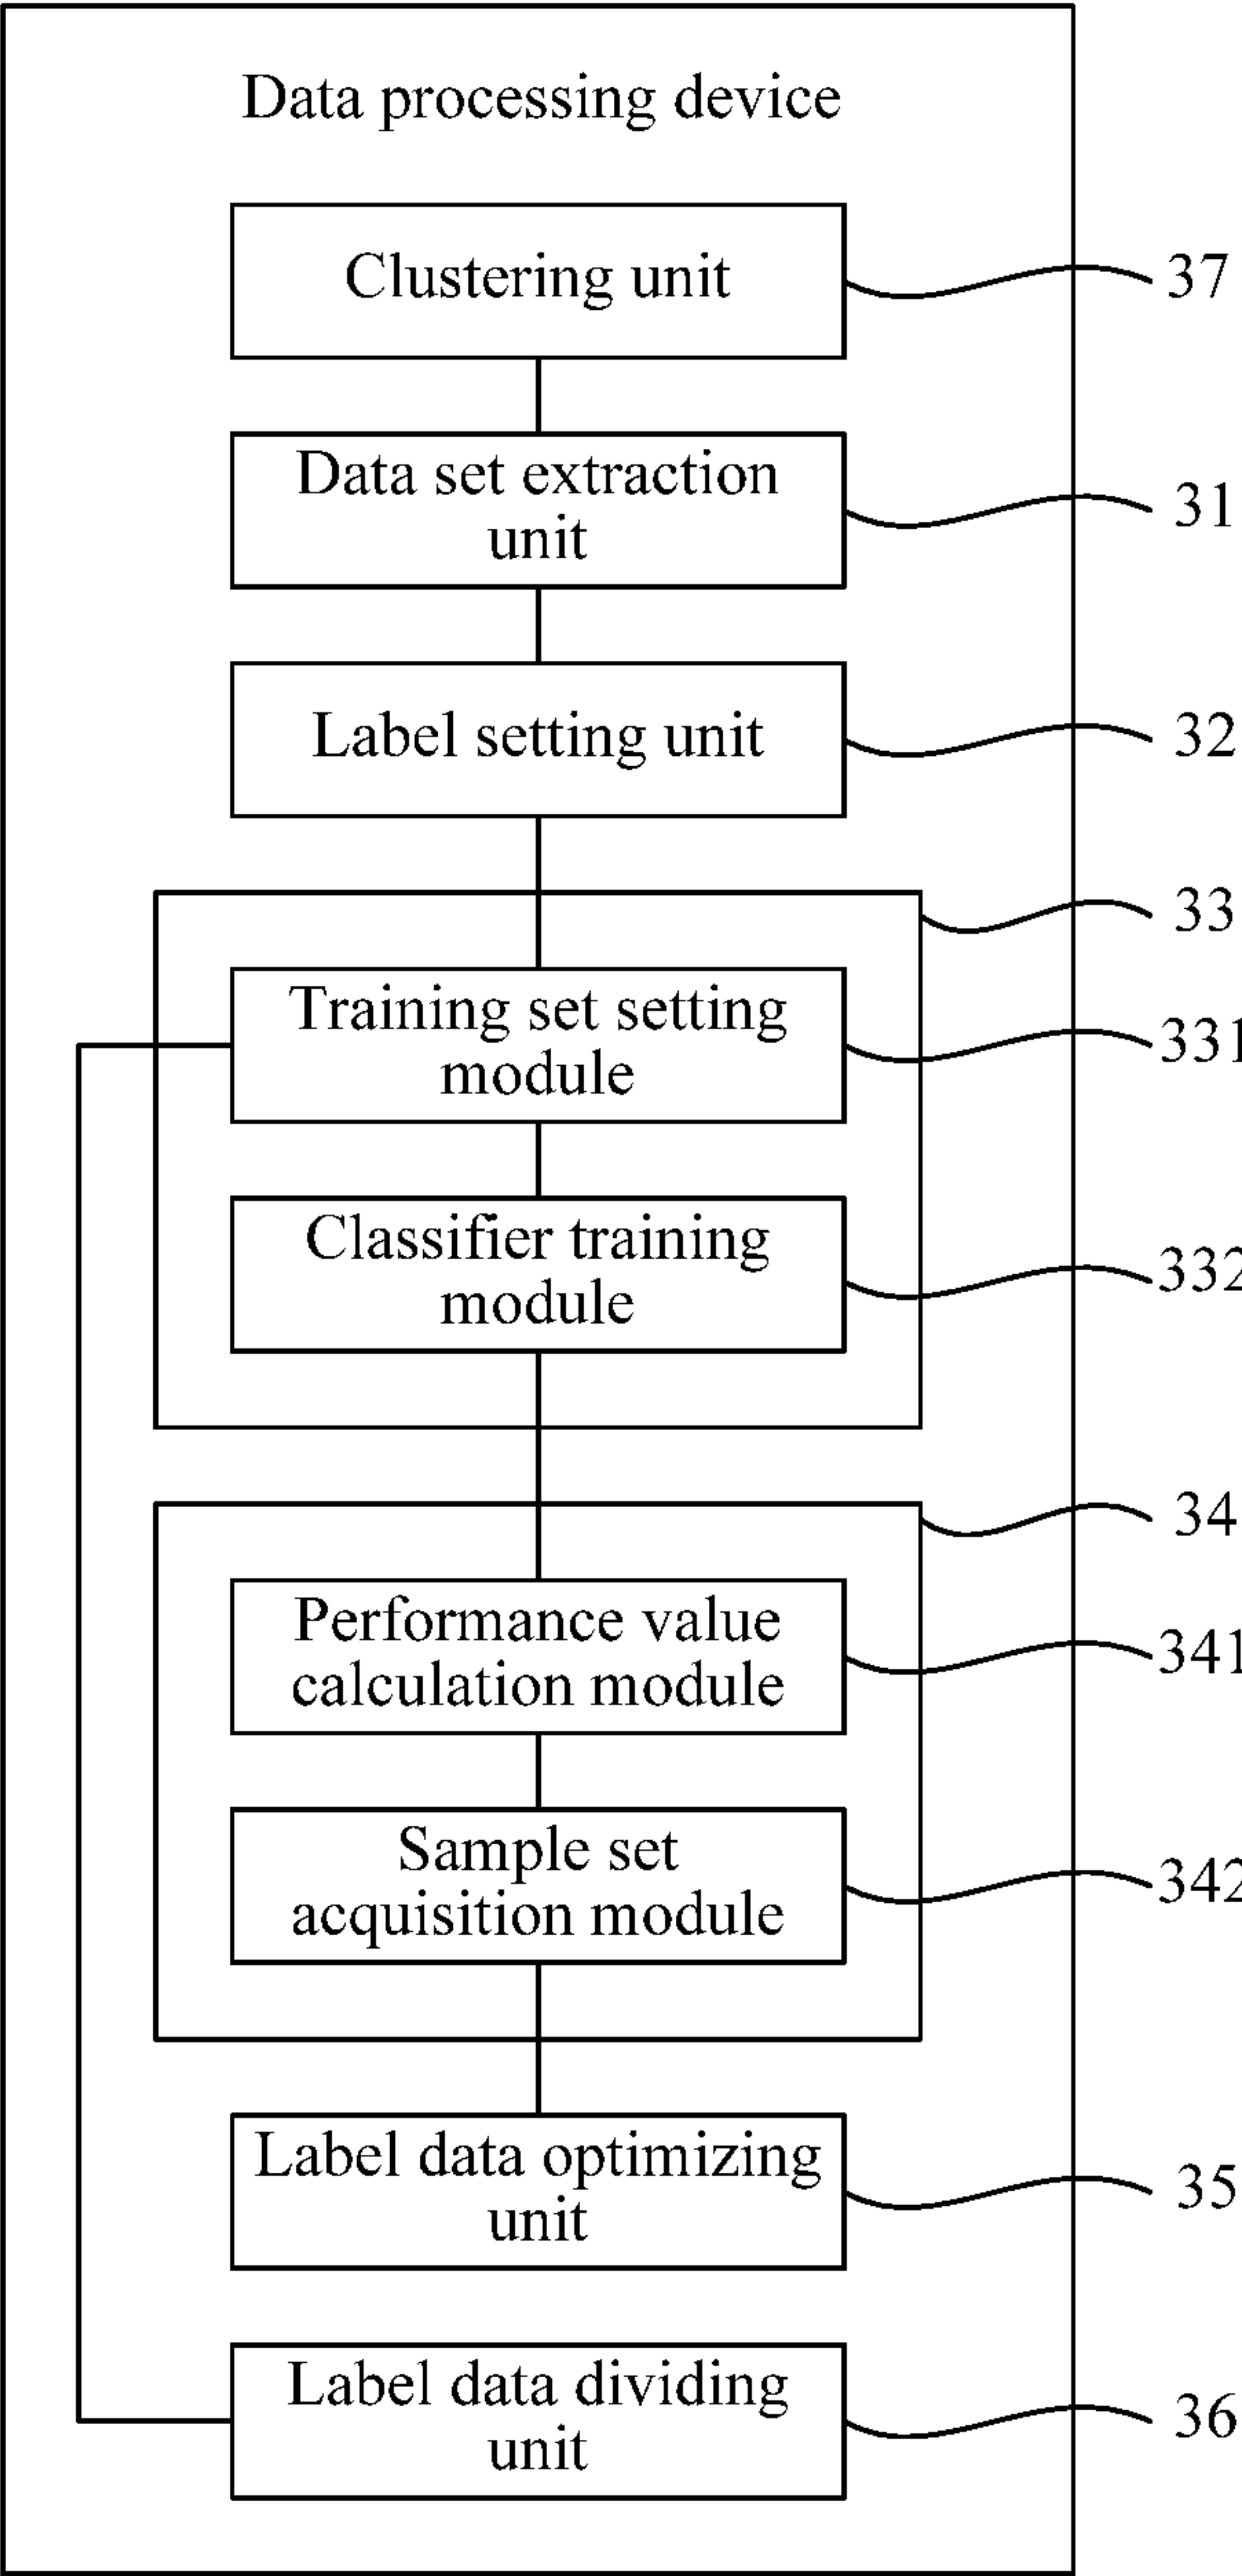 Data processing device
Clustering unit
37
Data set extraction
unit
31
Label setting unit
32
33
Training set setting
module
331
Classifier training
module
332
34
Performance value
calculation module
341
Sample set
acquisition module
342
Label data optimizing
unit
35
Label data dividing
unit
36